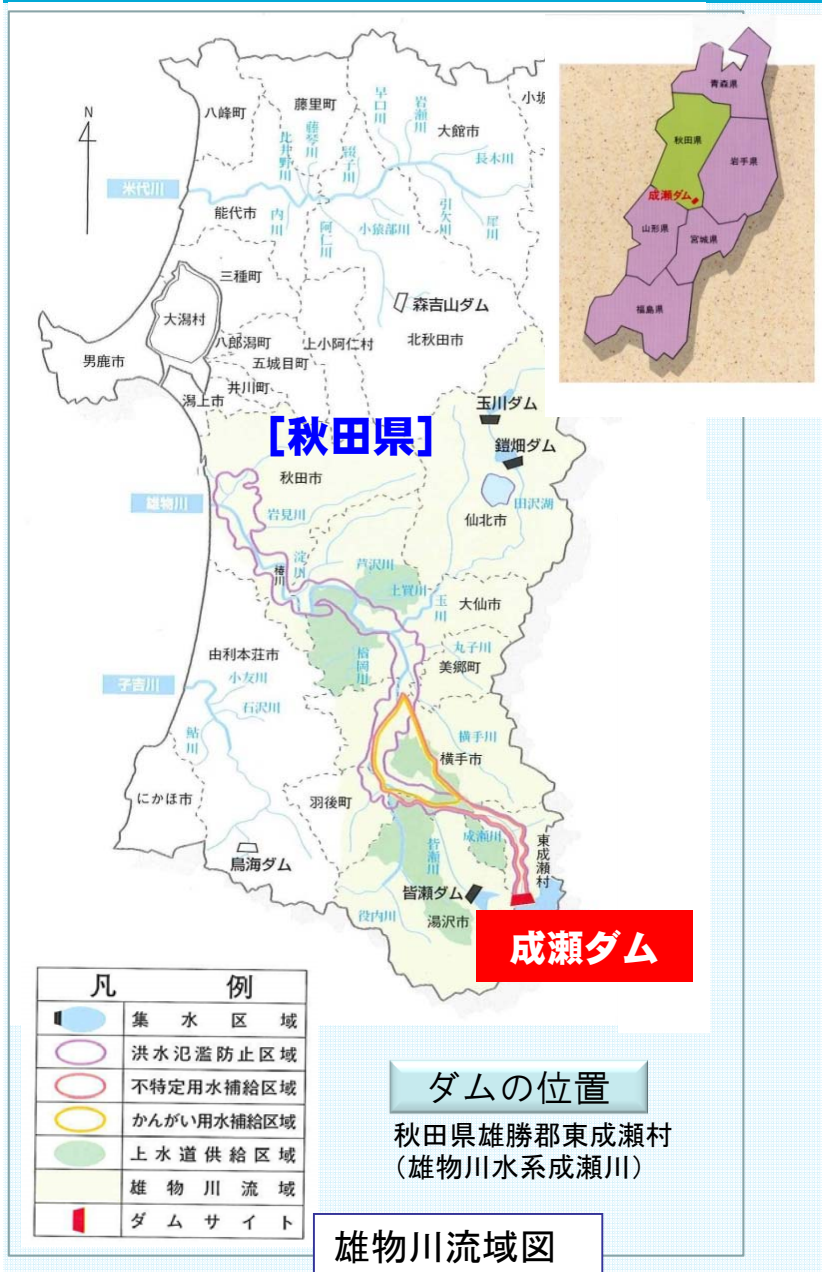 N
八峰町
藤里町
早口川
岩瀬川
大館市
小坂
藤琴川
長木川
米代川
能代市
内川
阿仁川
小猿部川
引欠川
犀川
三種町
森吉山ダム
大潟村
八郎潟町
上小阿仁村
北秋田市
男鹿市
五城目町
井川町
潟上市
玉川ダム
[秋田県]
鎧畑ダム
秋田市
田沢湖
雄物川
仙北市
岩見川
淀川
芦沢川
土買川
玉川
大仙市
丸子川
由利本荘市
楢岡川
美郷町
子吉川
小友川
石沢川
鮎川
横手川
横手市
にかほ市
羽後町
成瀬川
皆瀬川
東成瀬村
鳥海ダム
皆瀬ダム
役内川
湯沢市
成瀬ダム
青森県
秋田県
岩手県
成瀬ダム
山形県
宮城県
福島県
凡例
集水区域
洪水氾濫防止区域
不特定用水補給区域
かんがい用水補給区域
上水道供給区域
雄物川流域
ダムサイト
ダムの位置
秋田県雄勝郡東成瀬村
(雄物川水系成瀬川)
雄物川流域図